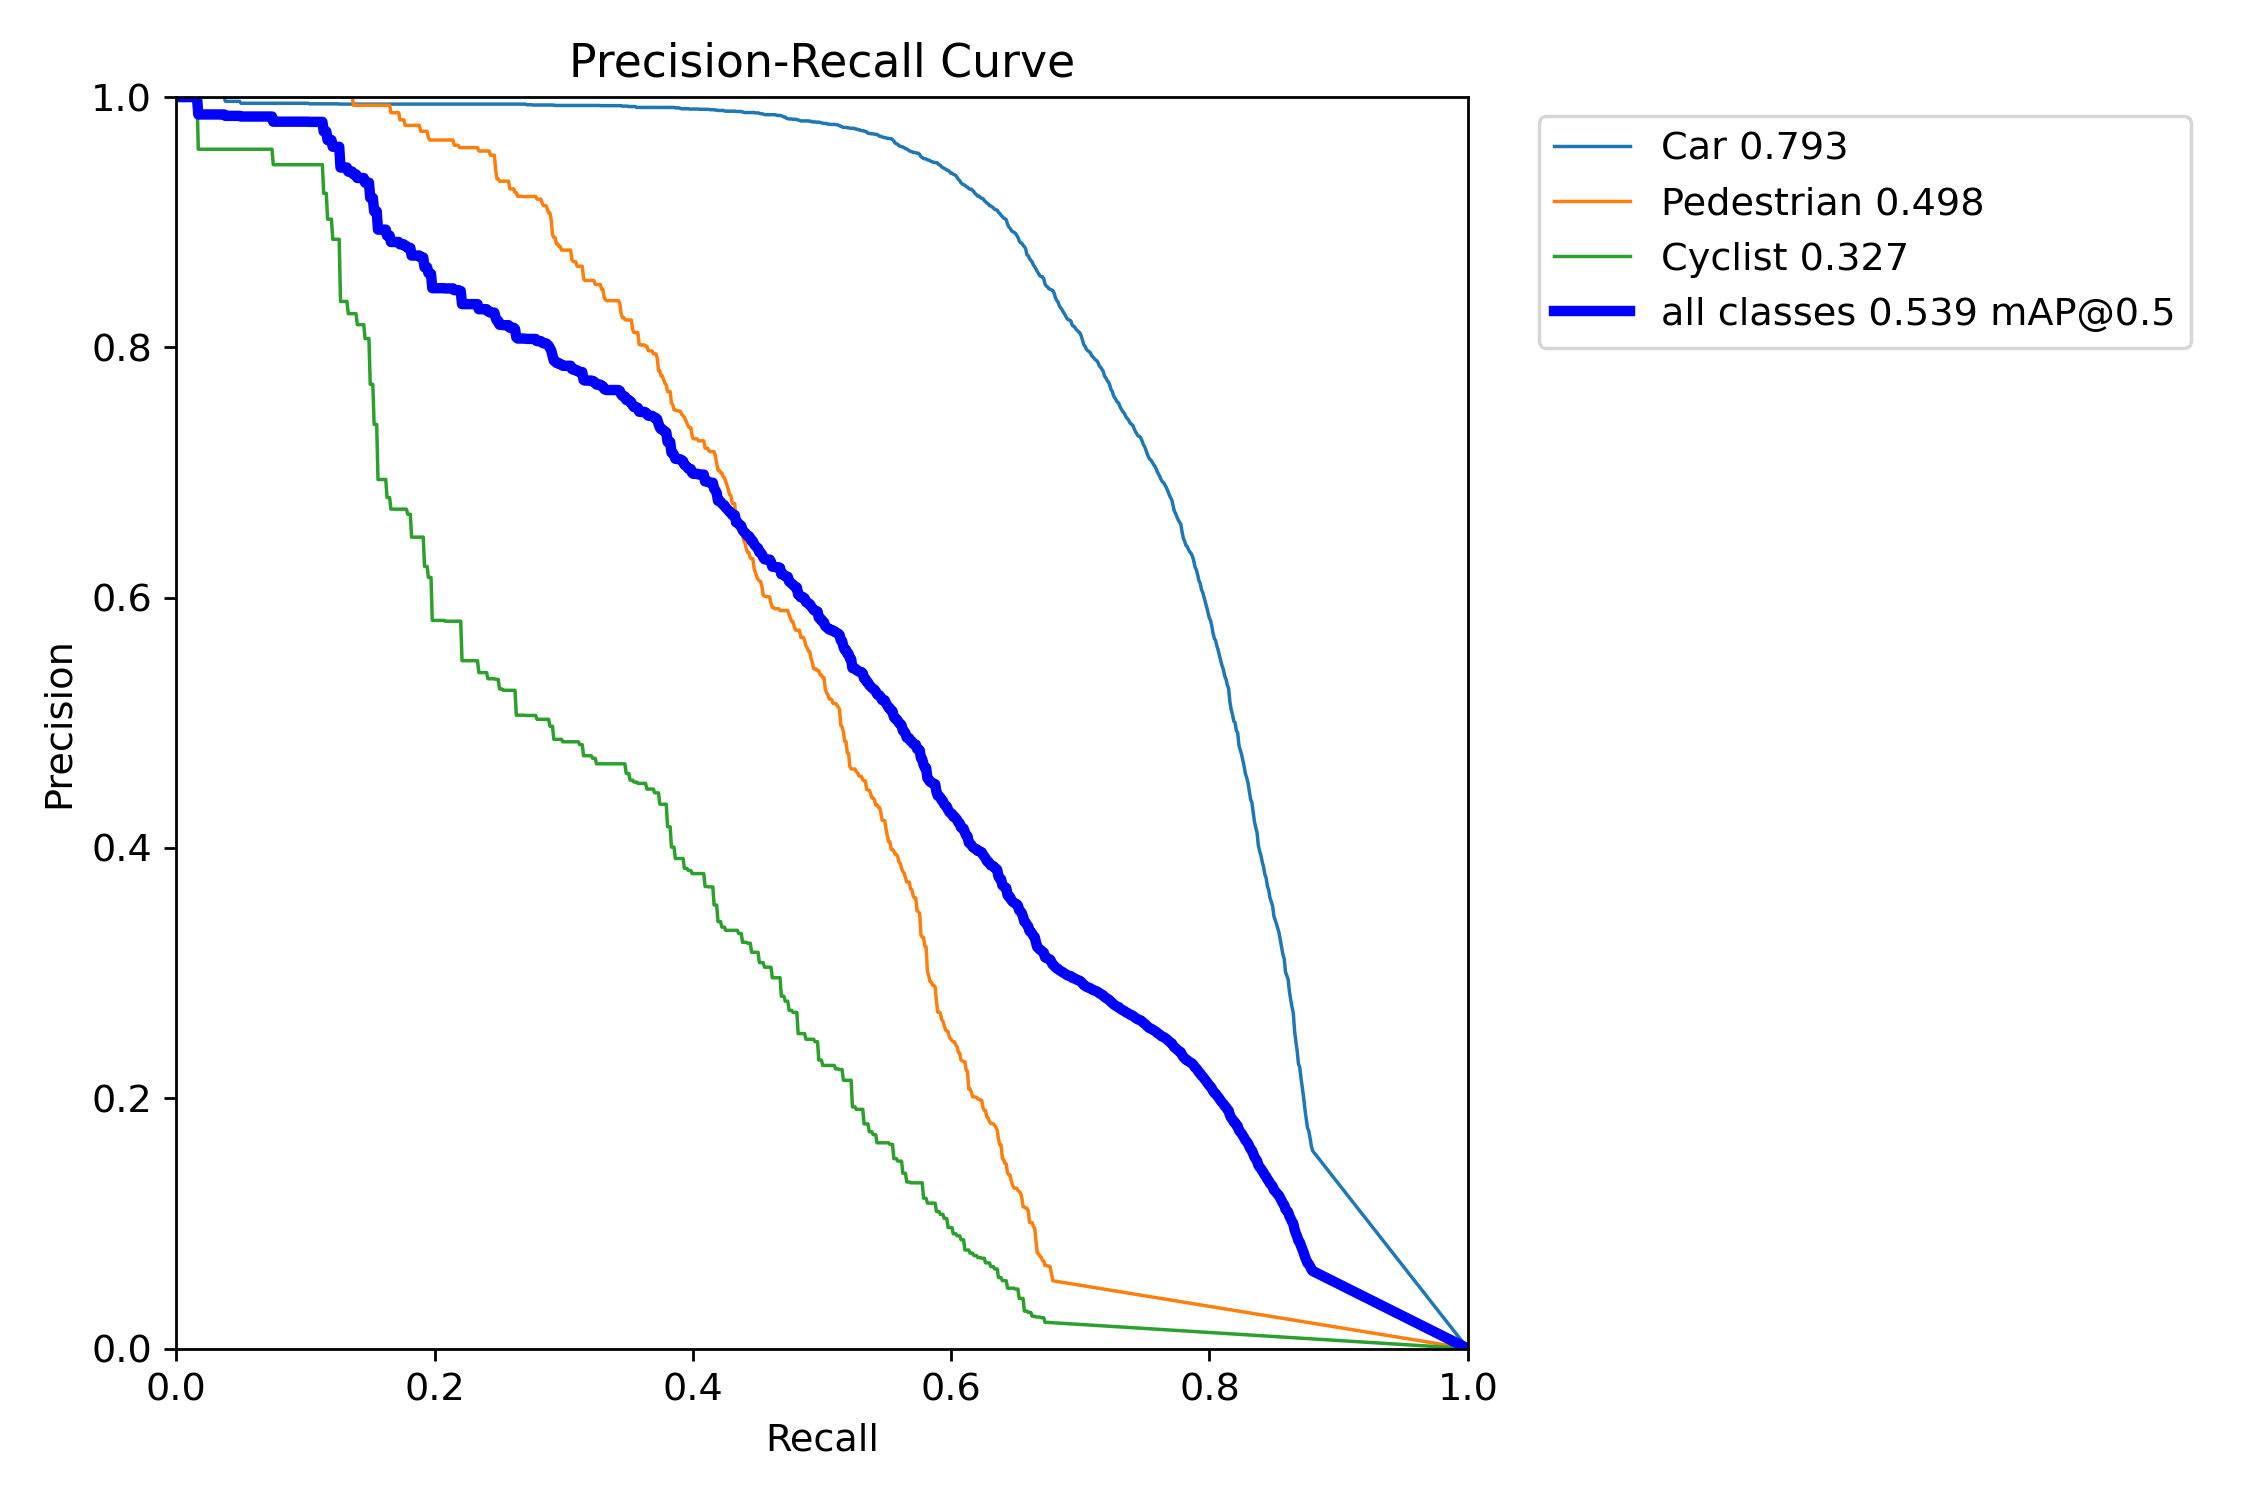 Precision-Recall Curve
1.0
0.8
0.6
0.4
0.2
0.0
Precision
0.0 0.2 0.4 0.6 0.8 1.0
Recall
Car 0.793
Pedestrian 0.498
Cyclist 0.327
all classes 0.539 mAP@0.5